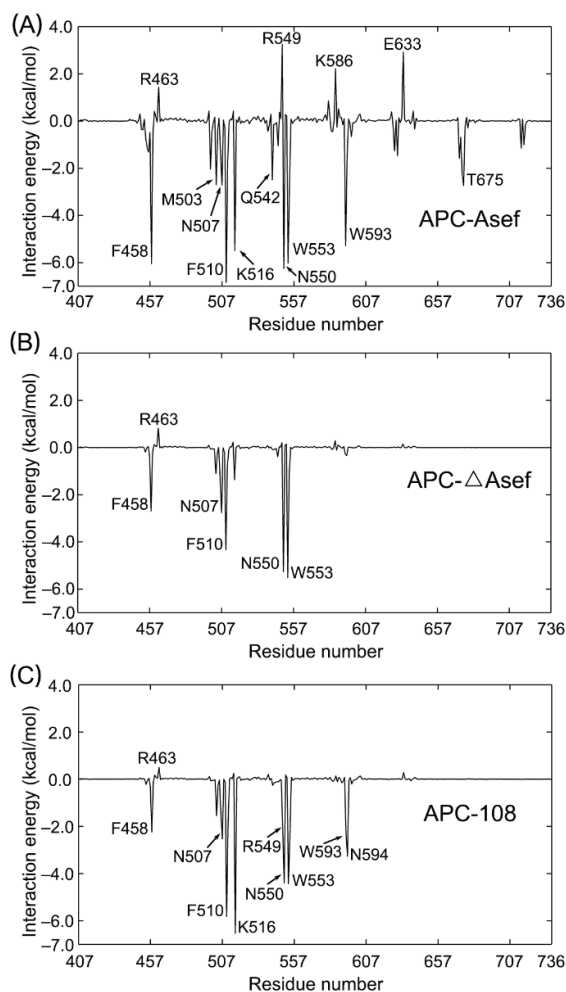 (A)
Interaction energy (kcal/mol)
4.0
2.0
0.0
–2.0
–4.0
–6.0
–7.0
R463
R549
K586
E633
F458
M503
N507
F510
K516
Q542
N550
W553
W593
T675
APC-Asef
407 457 507 557 607 657 707 736
Residue number
(B)
Interaction energy (kcal/mol)
4.0
2.0
0.0
–2.0
–4.0
–6.0
–7.0
R463
F458
N507
F510
N550
W553
APC-△Asef
407 457 507 557 607 657 707 736
Residue number
(C)
Interaction energy (kcal/mol)
4.0
2.0
0.0
–2.0
–4.0
–6.0
–7.0
R463
F458
N507
F510
K516
R549
N550
W553
W593
N594
APC-108
407 457 507 557 607 657 707 736
Residue number